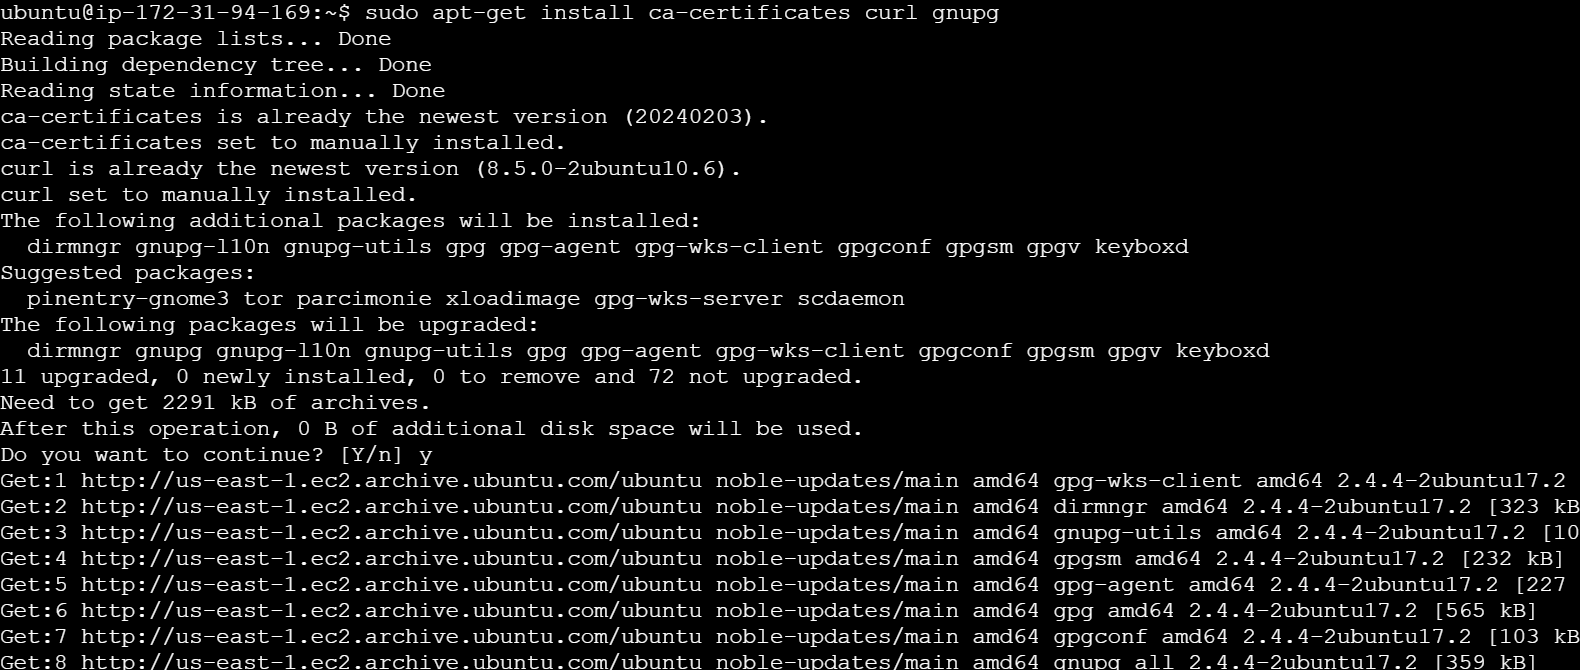 ubuntu@ip-172-31-94-169:~$ sudo apt-get install ca-certificates curl gnupg
Reading package lists... Done
Building dependency tree... Done
Reading state information... Done
ca-certificates is already the newest version (20240203).
ca-certificates set to manually installed.
curl is already the newest version (8.5.0-2ubuntu10.6).
curl set to manually installed.
The following additional packages will be installed:
  dirmngr gnupg-l10n gnupg-utils gpg gpg-agent gpg-wks-client gpgconf gpgsm gpgv keyboxd
Suggested packages:
  pinentry-gnome3 tor parcimonie xloadimage gpg-wks-server scdaemon
The following packages will be upgraded:
  dirmngr gnupg gnupg-l10n gnupg-utils gpg gpg-agent gpg-wks-client gpgconf gpgsm gpgv keyboxd
11 upgraded, 0 newly installed, 0 to remove and 72 not upgraded.
Need to get 2291 kB of archives.
After this operation, 0 B of additional disk space will be used.
Do you want to continue? [Y/n] y
Get:1 http://us-east-1.ec2.archive.ubuntu.com/ubuntu noble-updates/main amd64 gpg-wks-client amd64 2.4.4-2ubuntu17.2
Get:2 http://us-east-1.ec2.archive.ubuntu.com/ubuntu noble-updates/main amd64 dirmngr amd64 2.4.4-2ubuntu17.2 [323 kB
Get:3 http://us-east-1.ec2.archive.ubuntu.com/ubuntu noble-updates/main amd64 gnupg-utils amd64 2.4.4-2ubuntu17.2 [10
Get:4 http://us-east-1.ec2.archive.ubuntu.com/ubuntu noble-updates/main amd64 gpgsm amd64 2.4.4-2ubuntu17.2 [232 kB]
Get:5 http://us-east-1.ec2.archive.ubuntu.com/ubuntu noble-updates/main amd64 gpg-agent amd64 2.4.4-2ubuntu17.2 [227
Get:6 http://us-east-1.ec2.archive.ubuntu.com/ubuntu noble-updates/main amd64 gpg amd64 2.4.4-2ubuntu17.2 [565 kB]
Get:7 http://us-east-1.ec2.archive.ubuntu.com/ubuntu noble-updates/main amd64 gpgconf amd64 2.4.4-2ubuntu17.2 [103 kB
Get:8 http://us-east-1.ec2.archive.ubuntu.com/ubuntu noble-updates/main amd64 gnupg all 2.4.4-2ubuntu17.2 [359 kB]